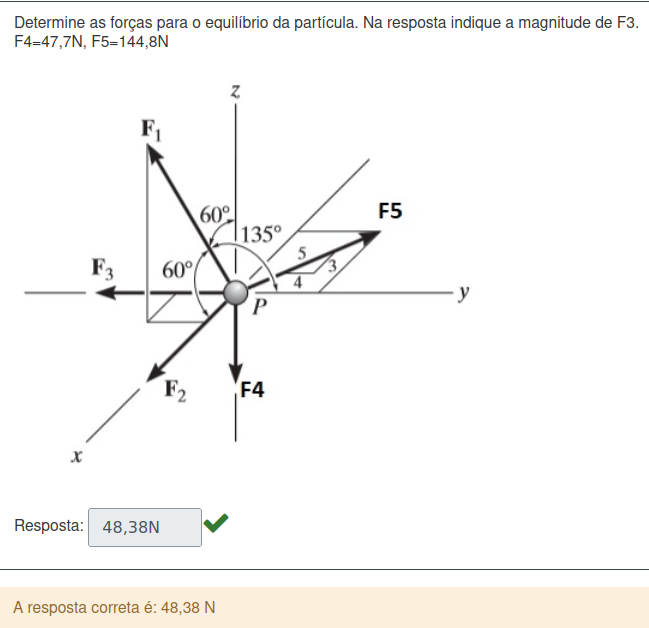 Determine as forças para o equilíbrio da partícula. Na resposta indique a magnitude de F3.
F4=47,7N, F5=144,8N
z
F₁
F5
60°
135°
5
F₃
60°
3
4
y
P
F₂
F4
x
Resposta: 48,38N
A resposta correta é: 48,38 N